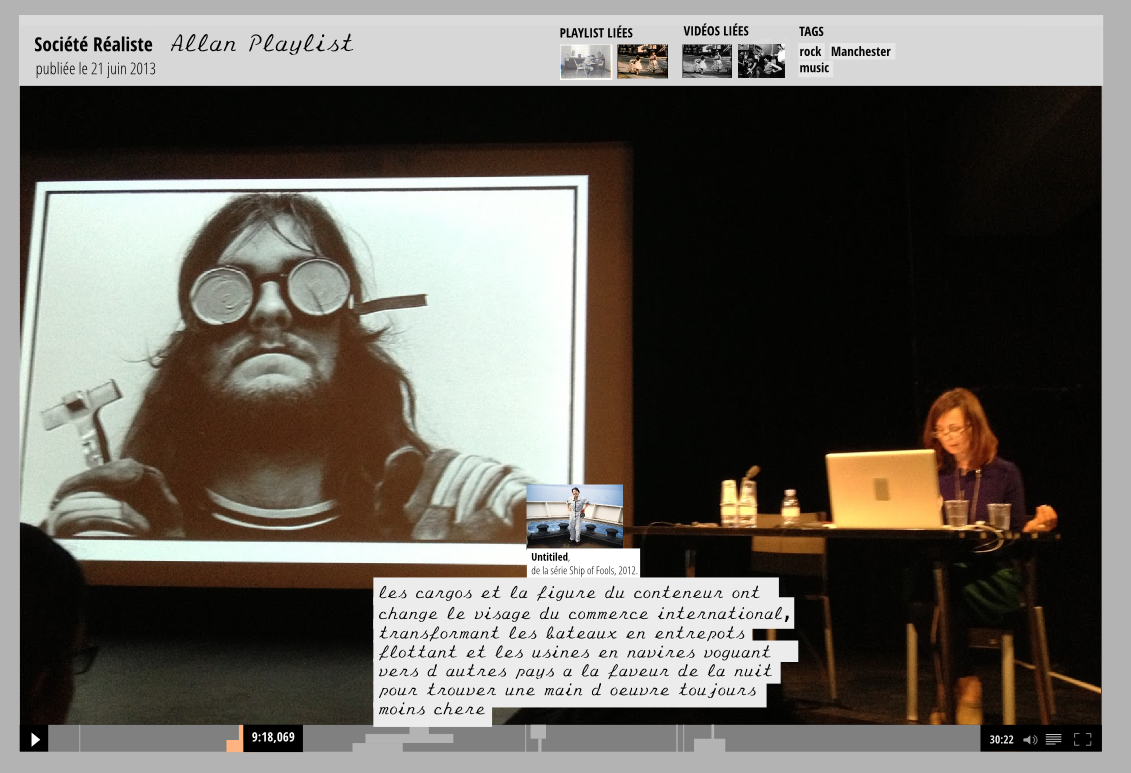 Société Réaliste Allan Playlist
publiée le 21 juin 2013
PLAYLIST LIÉES
VIDÉOS LIÉES
TAGS
rock Manchester
music
Untitiled,
de la série Ship of Fools, 2012.
les cargos et la figure du conteneur ont
change le visage du commerce international,
transformant les bateaux en entrepots
flottant et les usines en navires voguant
vers d autres pays a la faveur de la nuit
pour trouver une main d oeuvre toujours
moins chere
9:18,069
30:22